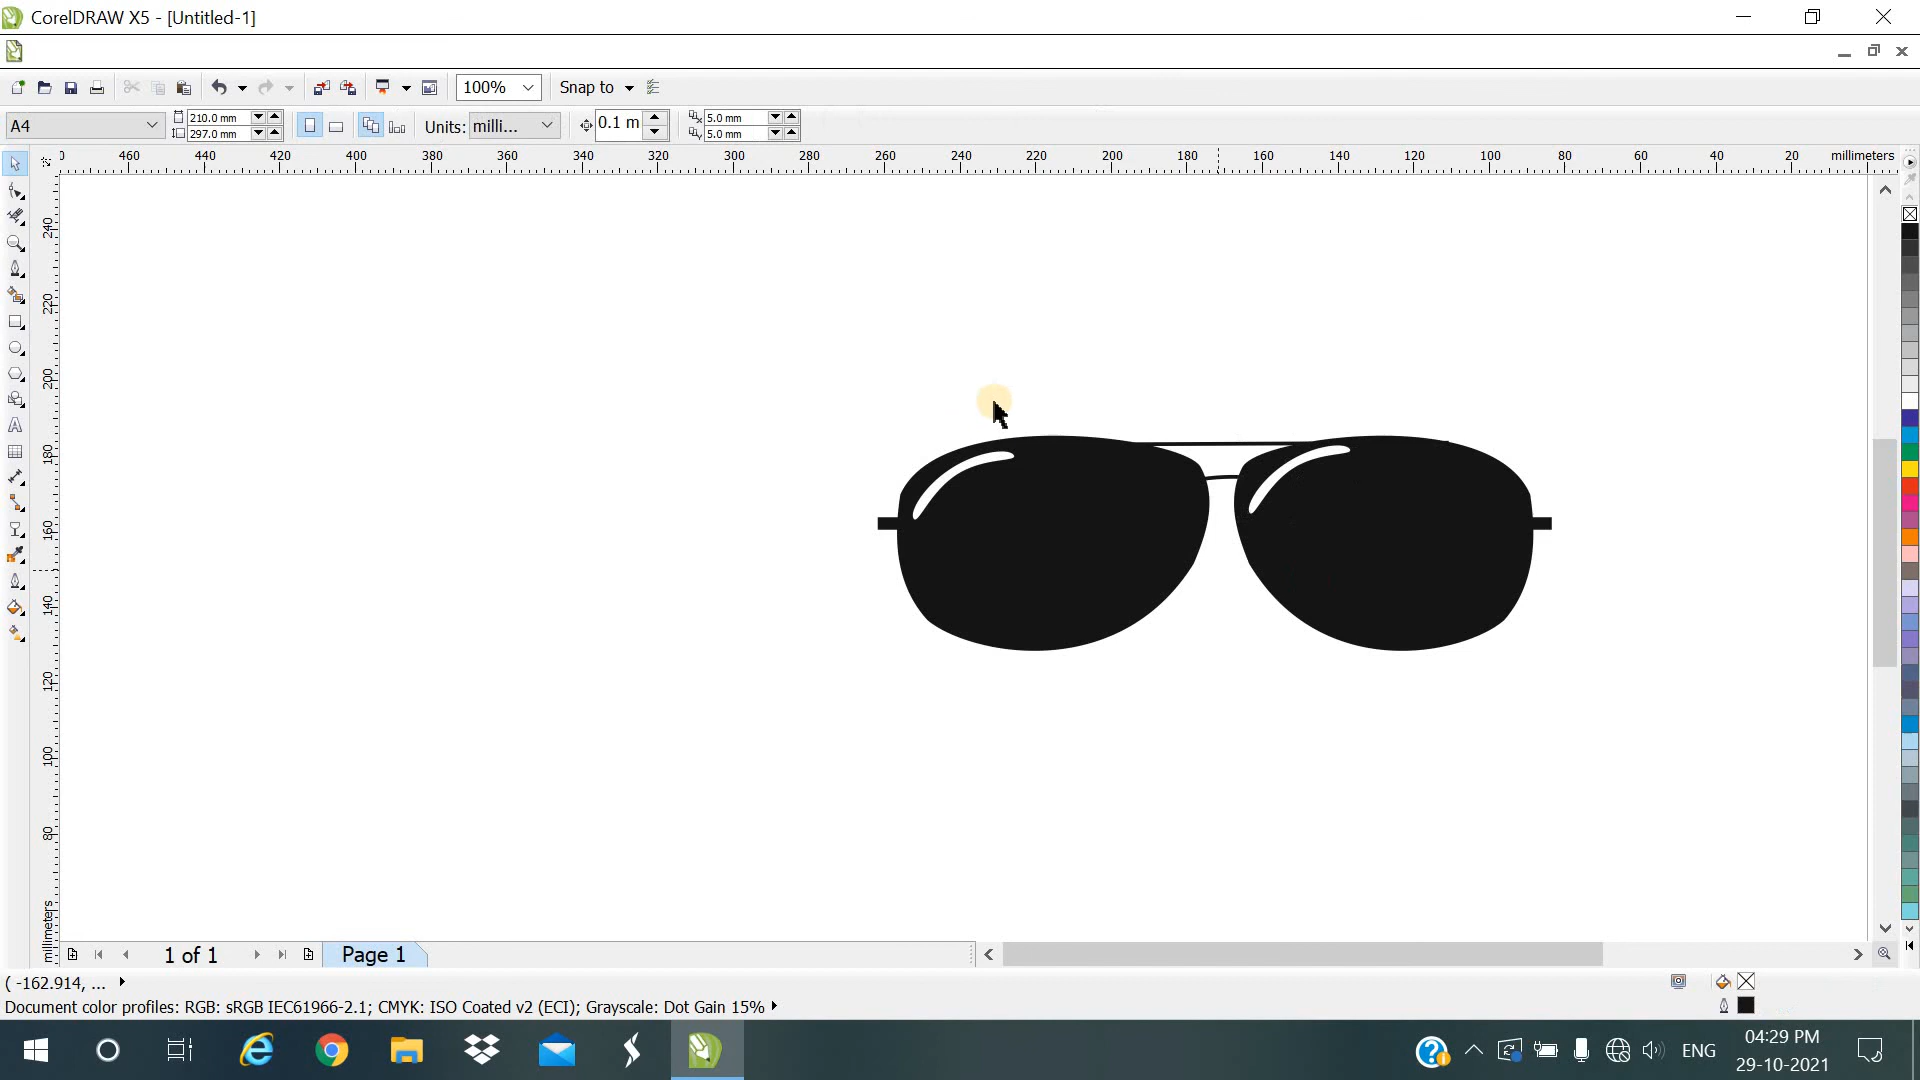 CorelDRAW X5 - [Untitled-1]
100% Snap to
A4 210.0 mm 297.0 mm Units: milli... 0.1 m 5.0 mm 5.0 mm
460 440 420 400 380 360 340 320 300 280 260 240 220 200 180 160 140 120 100 80 60 40 20 millimeters
240
220
200
180
160
140
120
100
80
millimeters
1 of 1 Page 1
( -162.914, ...
Document color profiles: RGB: sRGB IEC61966-2.1; CMYK: ISO Coated v2 (ECI); Grayscale: Dot Gain 15%
ENG 04:29 PM
29-10-2021